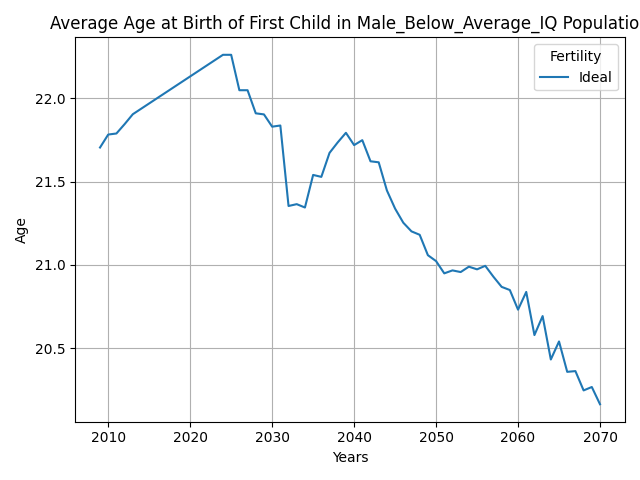 Average Age at Birth of First Child in Male_Below_Average_IQ Populatio
Fertility
Ideal
22.0
21.5
21.0
20.5
Age
2010 2020 2030 2040 2050 2060 2070
Years